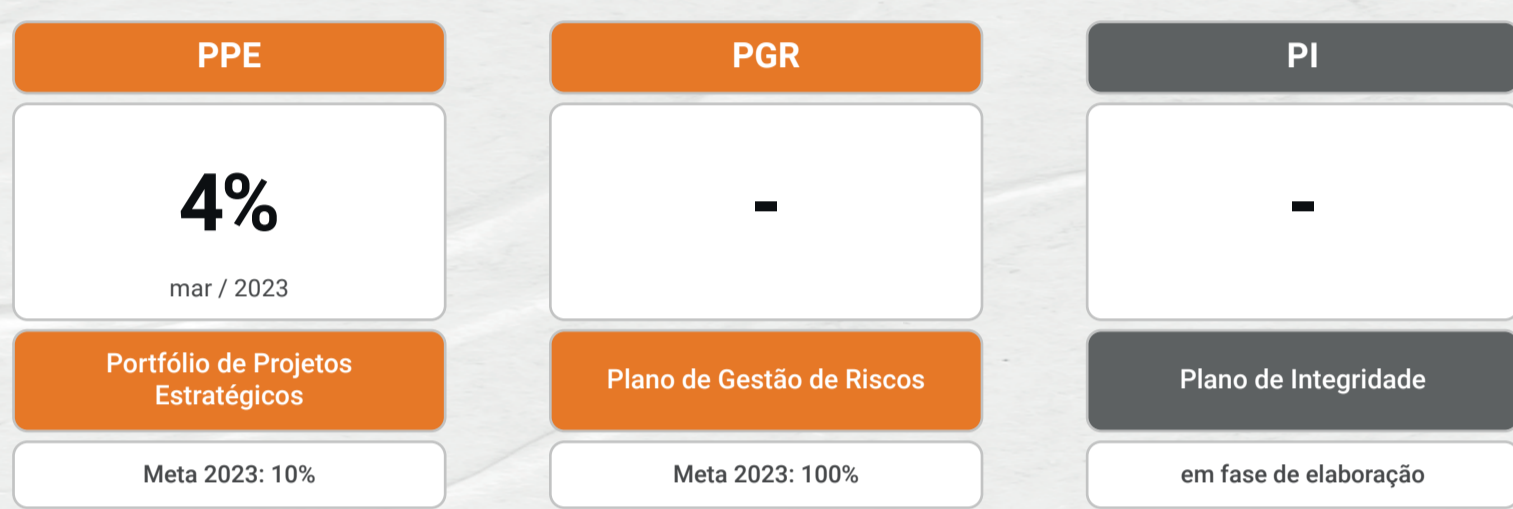 PPE
4%
mar / 2023
Portfólio de Projetos
Estratégicos
Meta 2023: 10%
PGR
-
Plano de Gestão de Riscos
Meta 2023: 100%
PI
-
Plano de Integridade
em fase de elaboração